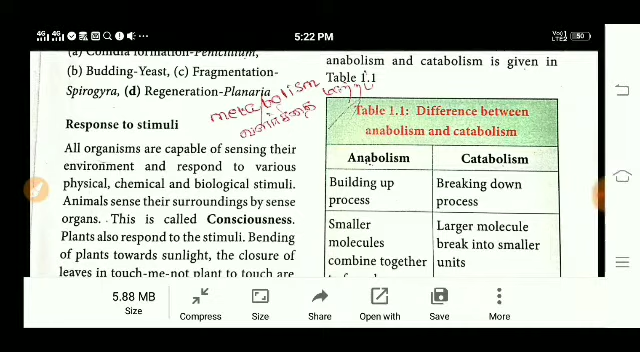 5:22 PM
50
(a) Conidia formation-Penicillium,
(b) Budding-Yeast, (c) Fragmentation-
Spirogyra, (d) Regeneration-Planaria
metabolism
Response to stimuli
All organisms are capable of sensing their
environment and respond to various
physical, chemical and biological stimuli.
Animals sense their surroundings by sense
organs. This is called Consciousness.
Plants also respond to the stimuli. Bending
of plants towards sunlight, the closure of
leaves in touch-me-not plant to touch are
anabolism and catabolism is given in
Table 1.1
Table 1.1: Difference between
anabolism and catabolism
Anabolism Catabolism
Building up Breaking down
process process
Smaller Larger molecule
molecules break into smaller
combine together units
5.88 MB
Size Compress Size Share Open with Save More